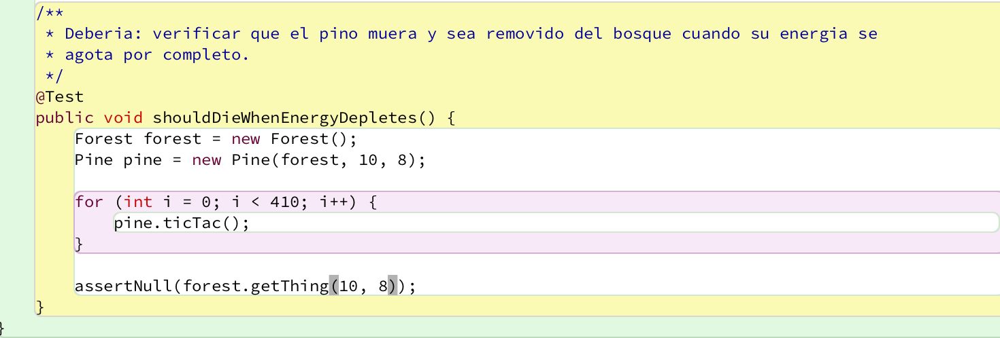 /**
 * Deberia: verificar que el pino muera y sea removido del bosque cuando su energia se
 * agota por completo.
 */
@Test
public void shouldDieWhenEnergyDepletes() {
Forest forest = new Forest();
Pine pine = new Pine(forest, 10, 8);
for (int i = 0; i < 410; i++) {
pine.ticTac();
}
assertNull(forest.getThing(10, 8));
}
}